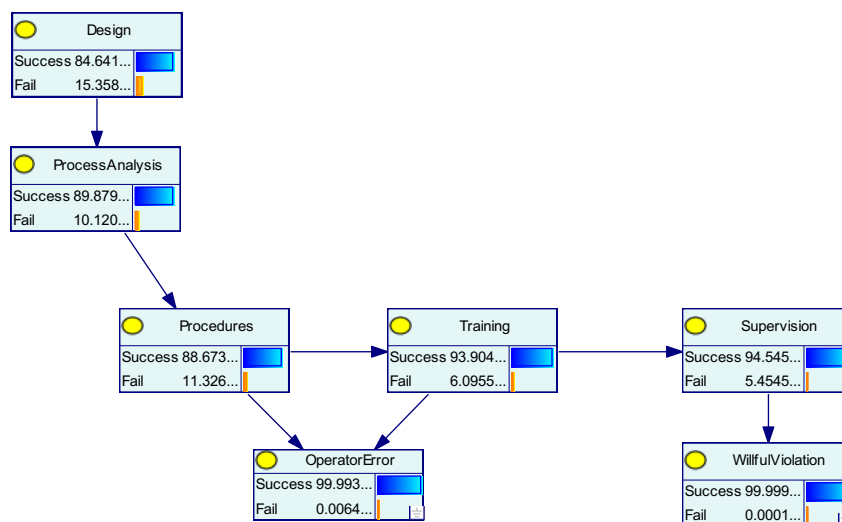 Design
Success 84.641...
Fail 15.358...
ProcessAnalysis
Success 89.879...
Fail 10.120...
Procedures
Success 88.673...
Fail 11.326...
Training
Success 93.904...
Fail 6.0955...
Supervision
Success 94.545...
Fail 5.4545...
OperatorError
Success 99.993...
Fail 0.0064...
WillfulViolation
Success 99.999...
Fail 0.0001...